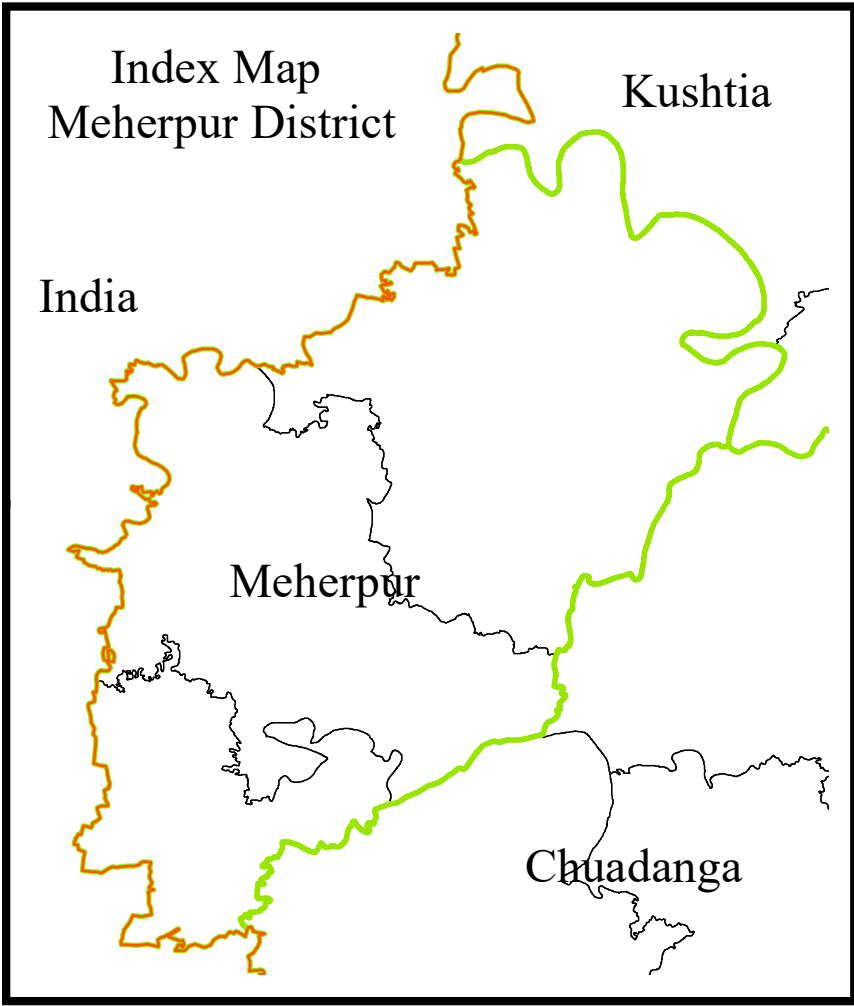 Index Map
Meherpur District
Kushtia
India
Meherpur
Chuadanga